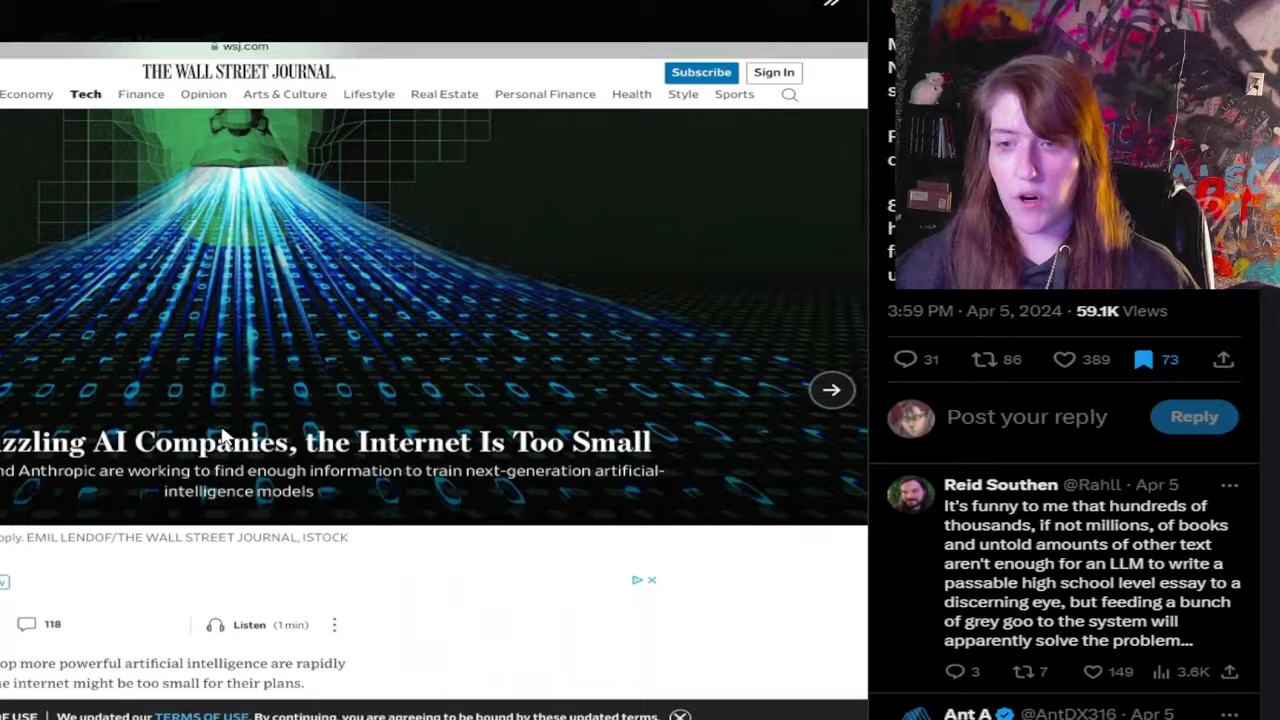 wsj.com
THE WALL STREET JOURNAL.
Subscribe
Sign In
Economy Tech Finance Opinion Arts & Culture Lifestyle Real Estate Personal Finance Health Style Sports
AI Companies, the Internet Is Too Small
Anthropic are working to find enough information to train next-generation artificial-
intelligence models
EMIL LENDOF/THE WALL STREET JOURNAL, ISTOCK
118
Listen (1 min)
more powerful artificial intelligence are rapidly
internet might be too small for their plans.
We updated our TERMS OF USE. By continuing, you are agreeing to be bound by these updated terms.
3:59 PM · Apr 5, 2024 · 59.1K Views
31 86 389 73
Post your reply
Reply
Reid Southen @Rahll · Apr 5
It's funny to me that hundreds of
thousands, if not millions, of books
and untold amounts of other text
aren't enough for an LLM to write a
passable high school level essay to a
discerning eye, but feeding a bunch
of grey goo to the system will
apparently solve the problem...
3 7 149 3.6K
Ant A @AntDX316 · Apr 5